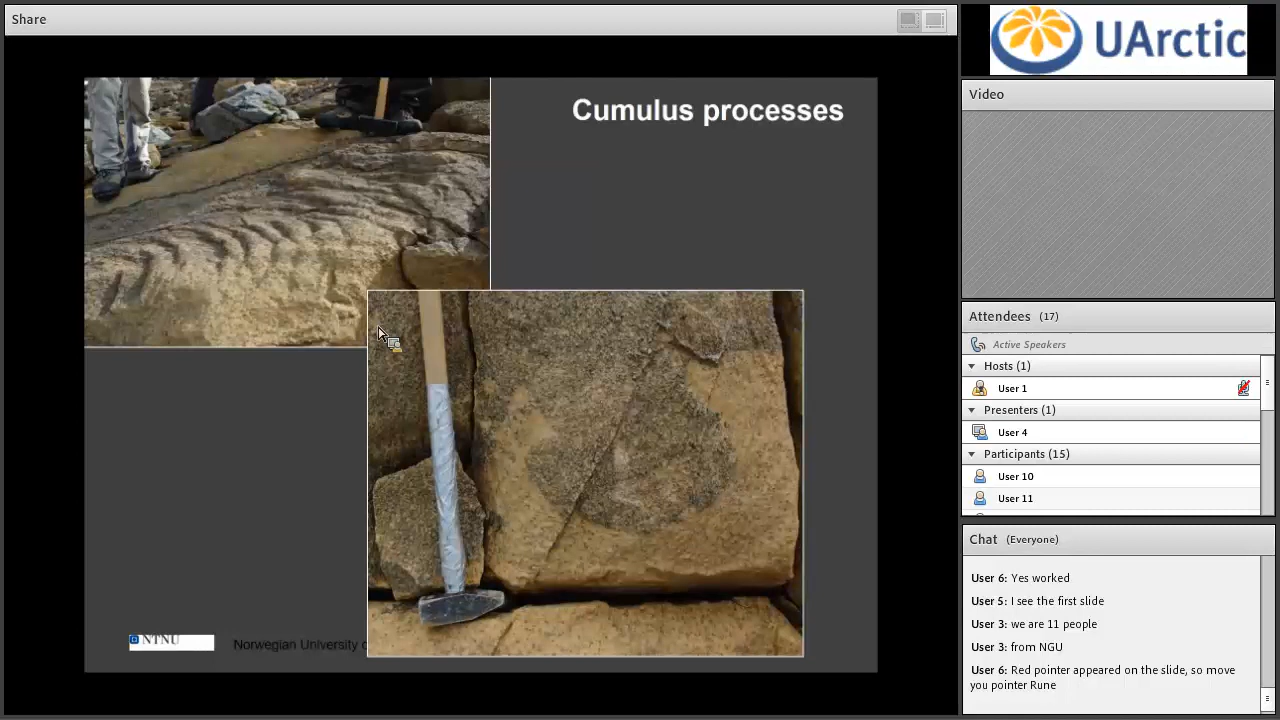 Share
UArctic
Cumulus processes
NTNU
Norwegian University
Video
Attendees (17)
Active Speakers
Hosts (1)
User 1
Presenters (1)
User 4
Participants (15)
User 10
User 11
Chat (Everyone)
User 6: Yes worked
User 5: I see the first slide
User 3: we are 11 people
User 3: from NGU
User 6: Red pointer appeared on the slide, so move
you pointer Rune